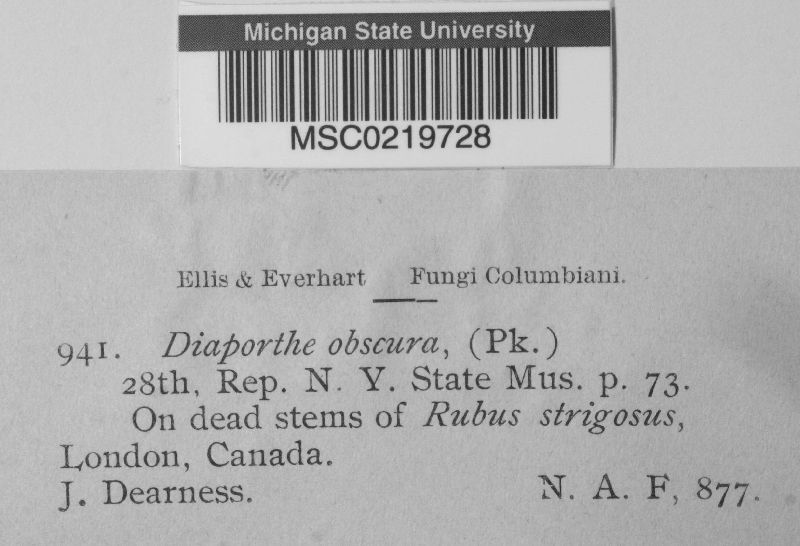 Michigan State University
MSC0219728
Ellis & Everhart Fungi Columbiani.
941. Diaporthe obscura, (Pk.)
28th, Rep. N. Y. State Mus. p. 73.
On dead stems of Rubus strigosus,
London, Canada.
J. Dearness. N. A. F, 877.